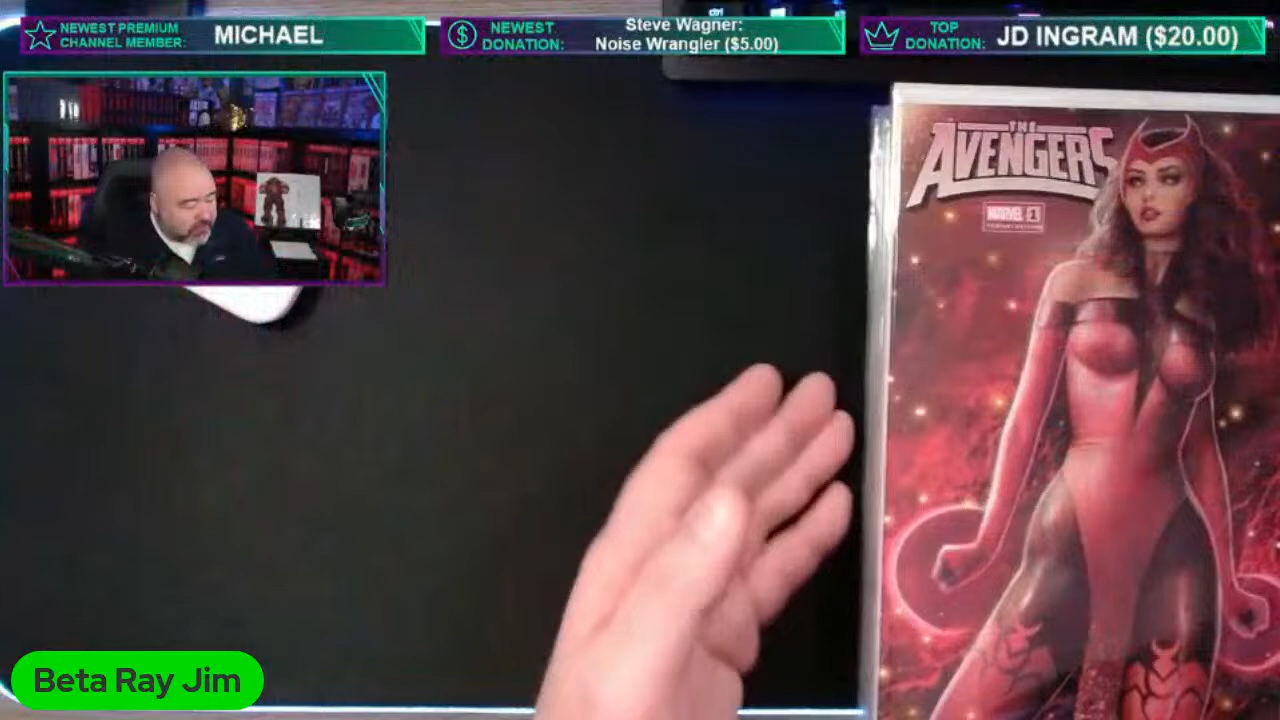 ctrl
NEWEST PREMIUM
CHANNEL MEMBER:
MICHAEL
NEWEST
DONATION:
Steve Wagner:
Noise Wrangler ($5.00)
TOP
DONATION:
JD INGRAM ($20.00)
THE
AVENGERS
MARVEL 1
Beta Ray Jim